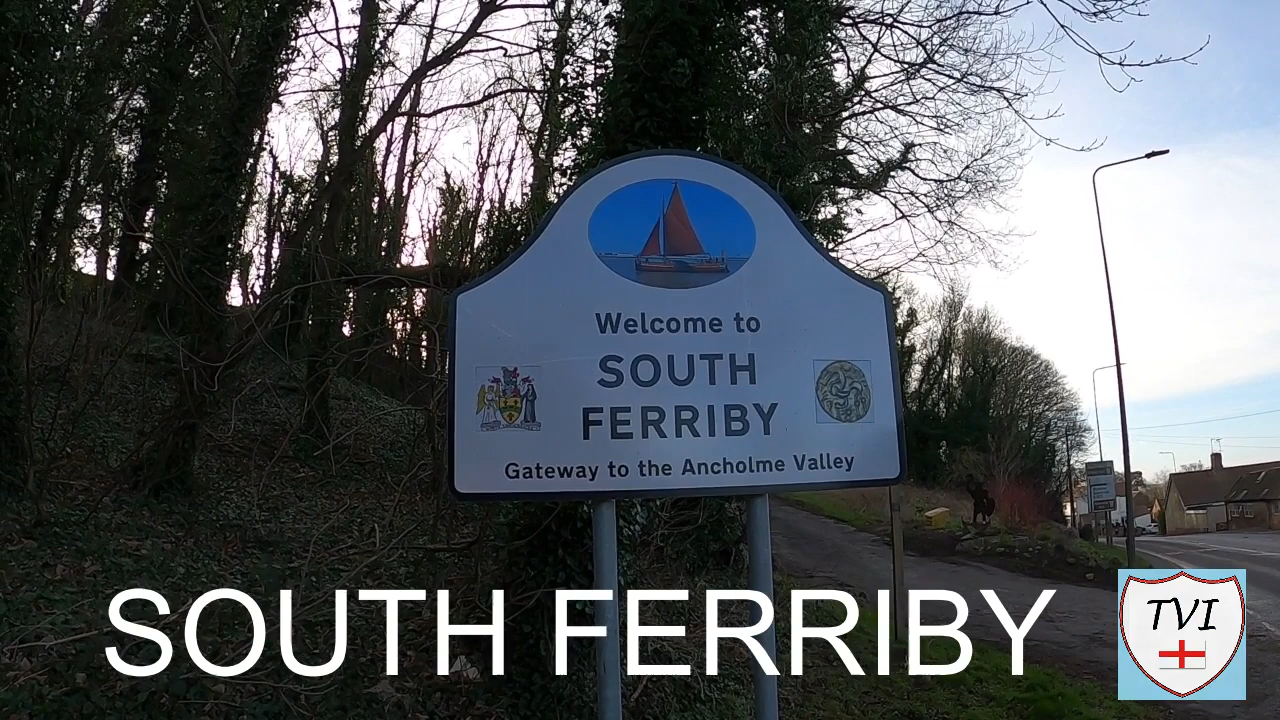 Welcome to
SOUTH
FERRIBY
Gateway to the Ancholme Valley
SOUTH FERRIBY
TVI